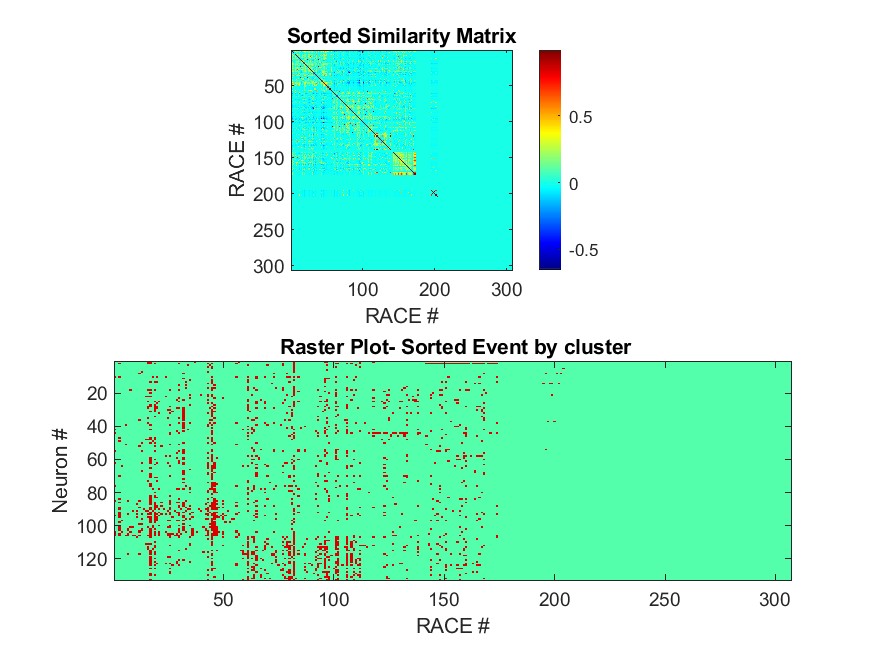 Sorted Similarity Matrix
RACE #
50
100
150
200
250
300
100 200 300
RACE #
0.5
0
-0.5
Raster Plot- Sorted Event by cluster
Neuron #
20
40
60
80
100
120
50 100 150 200 250 300
RACE #